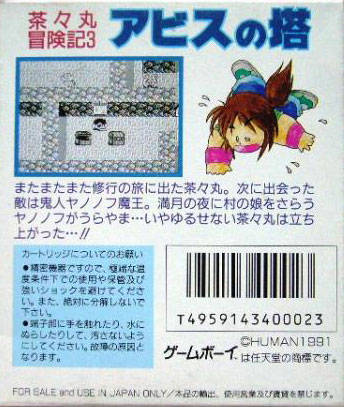 茶々丸
冒険記3
アビスの塔
またまたまた修行の旅に出た茶々丸。次に出会った
敵は鬼人ヤノノフ魔王。満月の夜に村の娘をさらう
ヤノノフがうらやま…いやゆるせない茶々丸は立ち
上がった…!!
カートリッジについてのお願い
●精密機器ですので、極端な温
度条件下での使用や保管及び
強いショックを避けてくださ
い。また、絶対に分解しないで
下さい。
●端子部に手を触れたり、水に
ぬらしたりして、汚さないように
してください。故障の原因と
なります。
T4959143400023
©HUMAN1991
ゲームボーイ®は任天堂の商標です。
FOR SALE and USE IN JAPAN ONLY/本品の輸出、使用営業及び賃貸を禁じます。